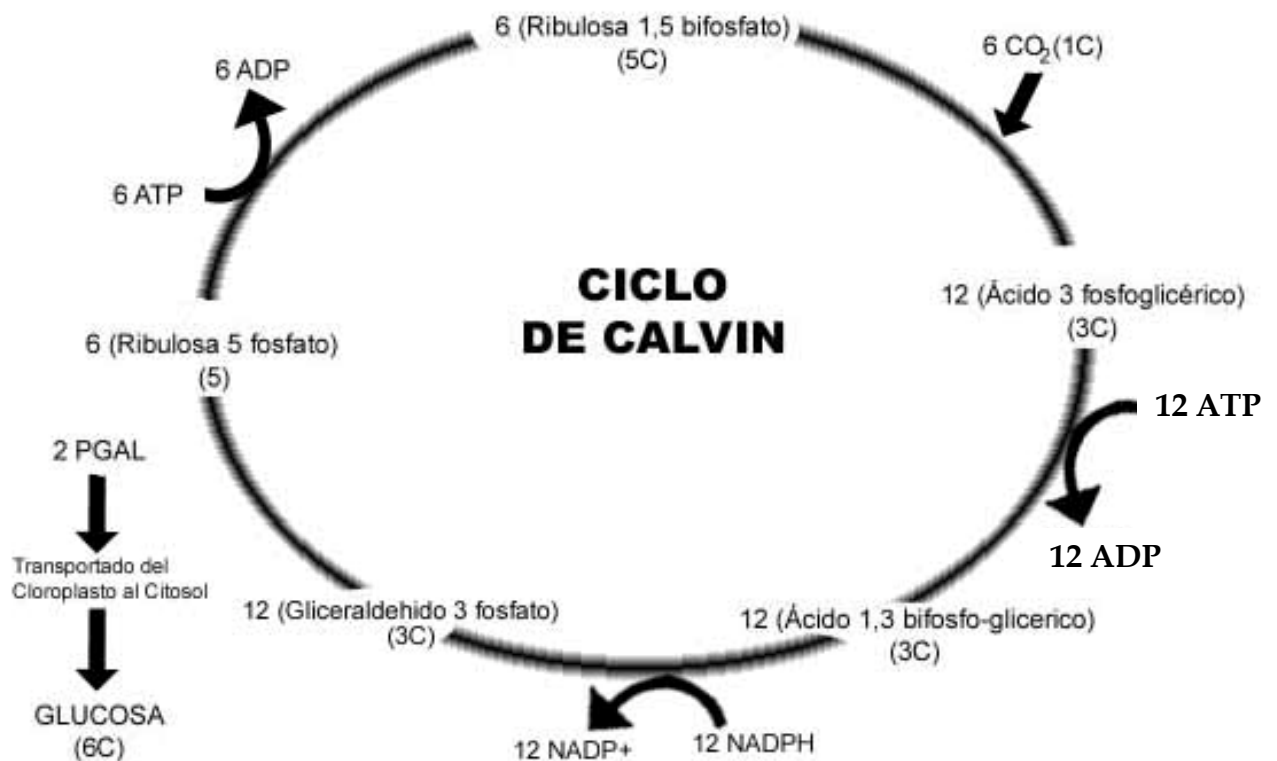 6 (Ribulosa 1,5 bifosfato)
(5C)
6 CO₂(1C)
6 ADP
6 ATP
CICLO
DE CALVIN
12 (Ácido 3 fosfoglicérico)
(3C)
6 (Ribulosa 5 fosfato)
(5)
12 ATP
2 PGAL
12 ADP
Transportado del
Cloroplasto al Citosol
12 (Gliceraldehido 3 fosfato)
(3C)
12 (Ácido 1,3 bifosfo-glicerico)
(3C)
GLUCOSA
(6C)
12 NADP+
12 NADPH